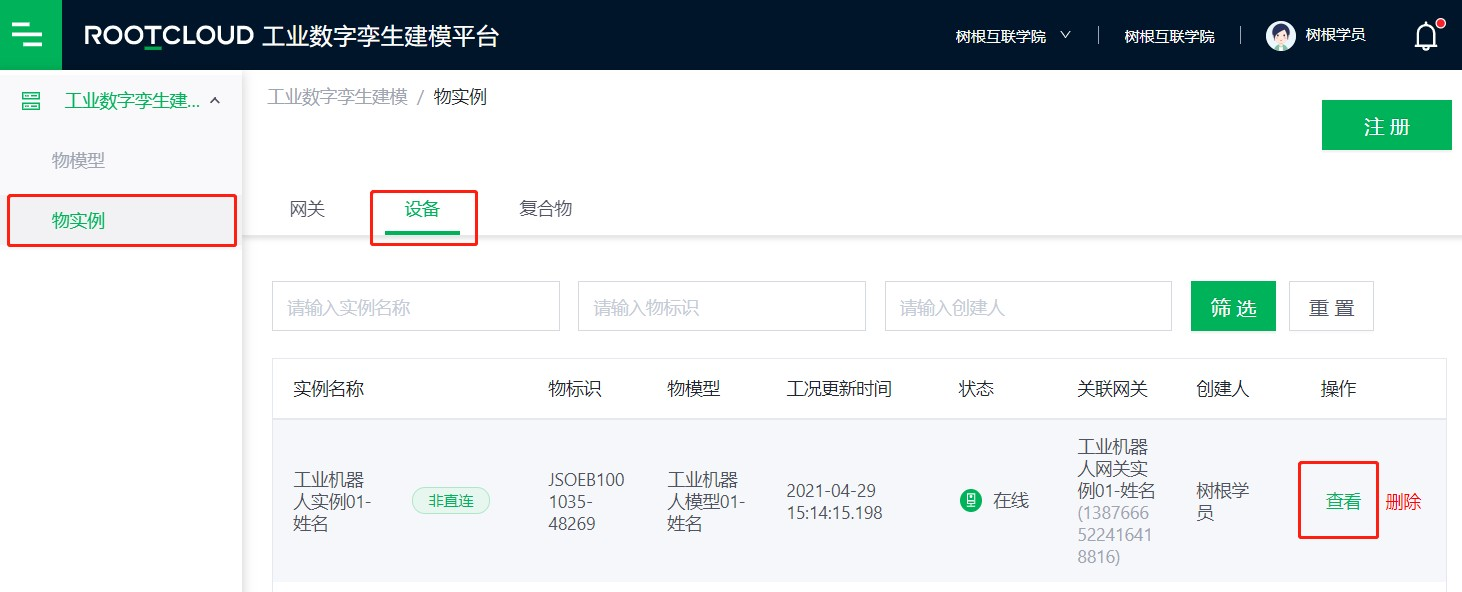 ROOTCLOUD 工业数字孪生建模平台
树根互联学院
树根互联学院
树根学员
工业数字孪生建...
物模型
物实例
工业数字孪生建模 / 物实例
注 册
网关
设备
复合物
请输入实例名称
请输入物标识
请输入创建人
筛 选
重 置
实例名称
物标识
物模型
工况更新时间
状态
关联网关
创建人
操作
工业机器
人实例01-
姓名
非直连
JSOEB100
1035-
48269
工业机器
人模型01-
姓名
2021-04-29
15:14:15.198
在线
工业机器
人网关实
例01-姓名
(1387666
52241641
8816)
树根学
员
查看
删除